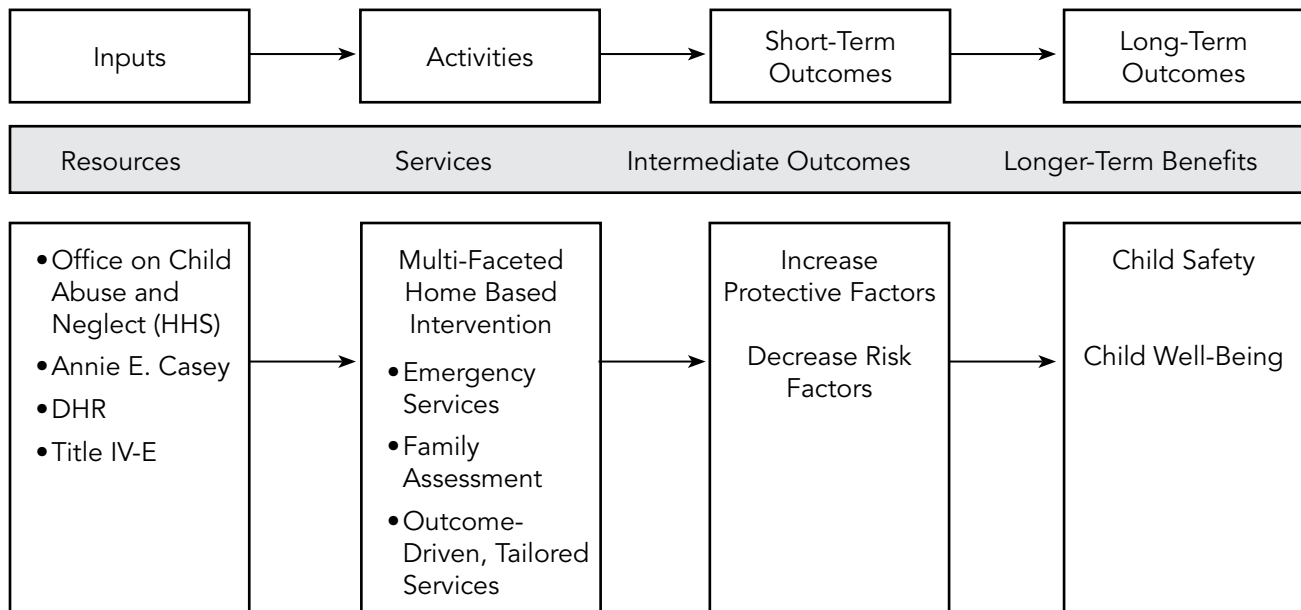 Inputs
Activities
Short-Term
Outcomes
Long-Term
Outcomes
Resources
Services
Intermediate Outcomes
Longer-Term Benefits
•Office on Child
Abuse and
Neglect (HHS)
•Annie E. Casey
•DHR
•Title IV-E
Multi-Faceted
Home Based
Intervention
•Emergency
Services
•Family
Assessment
•Outcome-
Driven, Tailored
Services
Increase
Protective Factors
Decrease Risk
Factors
Child Safety
Child Well-Being